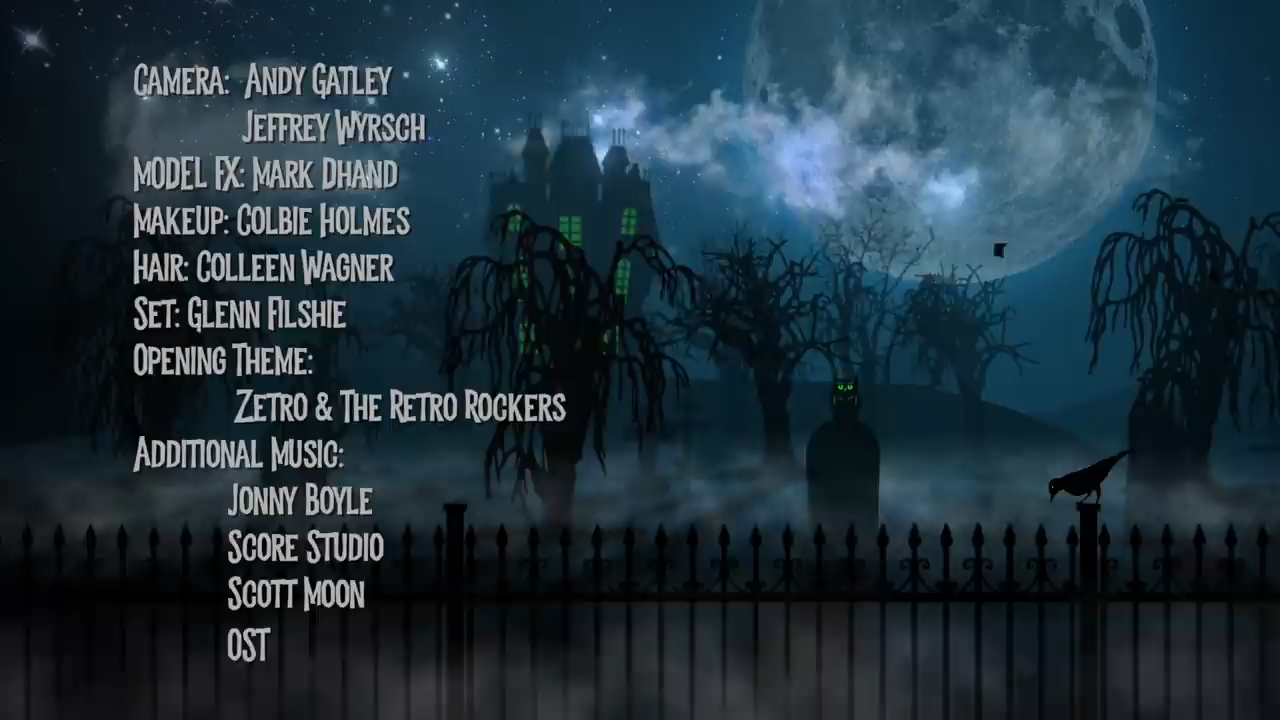 Camera: Andy Gatley
Jeffrey Wyrsch
Model FX: Mark Dhand
Makeup: Colbie Holmes
Hair: Colleen Wagner
Set: Glenn Filshie
Opening Theme:
Zetro & The Retro Rockers
Additional Music:
Jonny Boyle
Score Studio
Scott Moon
OST